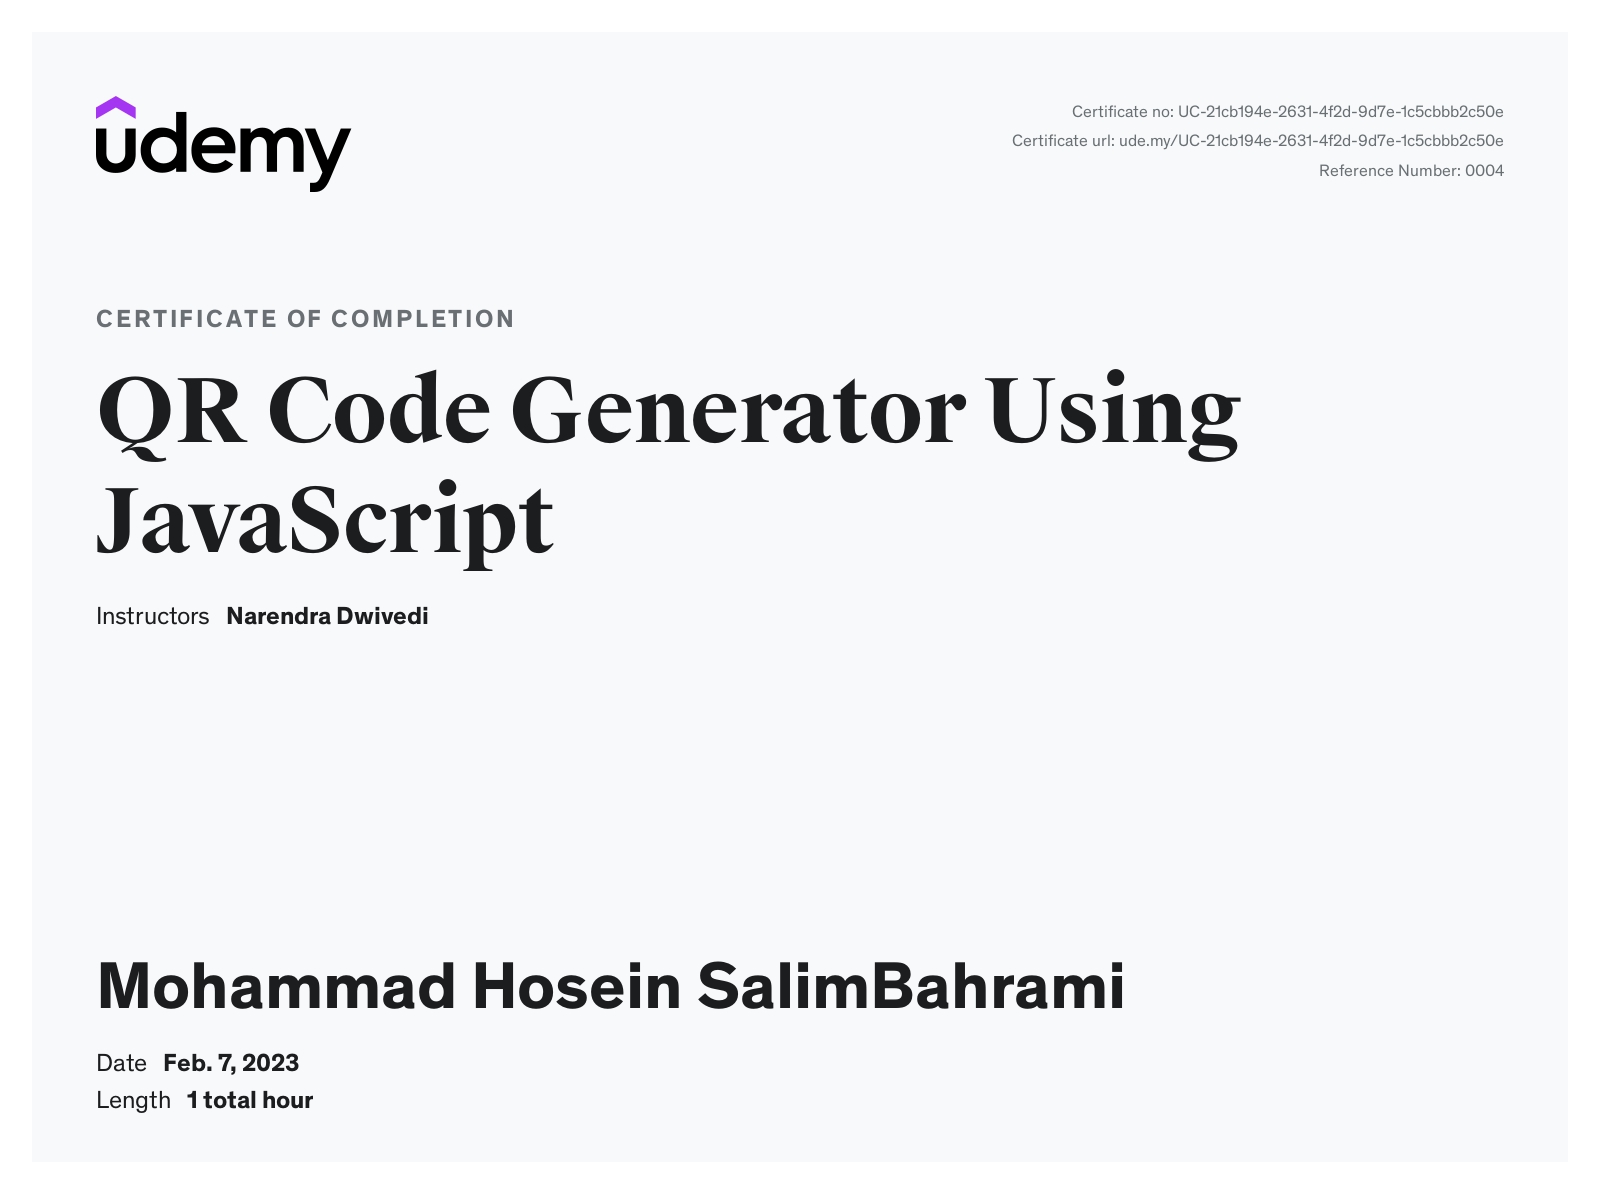 udemy
Certificate no: UC-21cb194e-2631-4f2d-9d7e-1c5cbbb2c50e
Certificate url: ude.my/UC-21cb194e-2631-4f2d-9d7e-1c5cbbb2c50e
Reference Number: 0004
CERTIFICATE OF COMPLETION
QR Code Generator Using
JavaScript
Instructors Narendra Dwivedi
Mohammad Hosein SalimBahrami
Date Feb. 7, 2023
Length 1 total hour